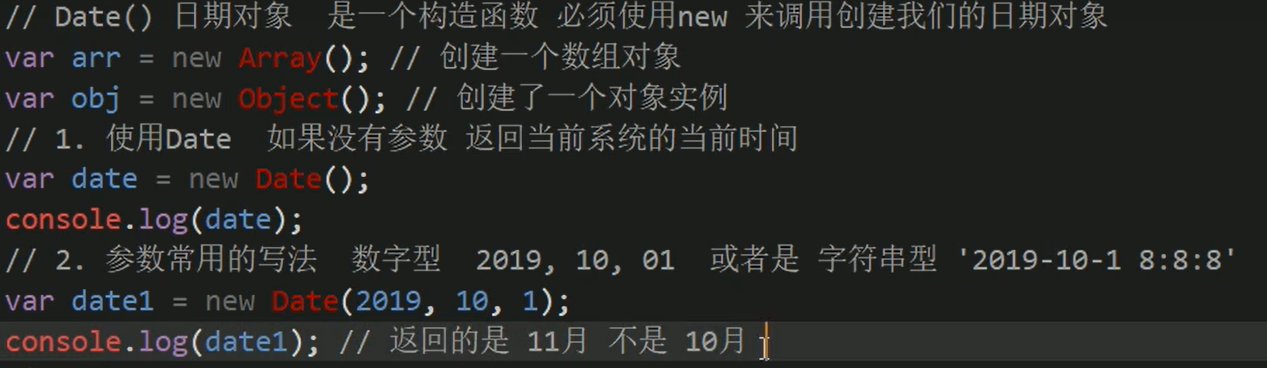 // Date() 日期对象  是一个构造函数 必须使用new 来调用创建我们的日期对象
var arr = new Array(); // 创建一个数组对象
var obj = new Object(); // 创建了一个对象实例
// 1. 使用Date  如果没有参数 返回当前系统的当前时间
var date = new Date();
console.log(date);
// 2. 参数常用的写法  数字型  2019, 10, 01  或者是 字符串型 '2019-10-1 8:8:8'
var date1 = new Date(2019, 10, 1);
console.log(date1); // 返回的是 11月 不是 10月